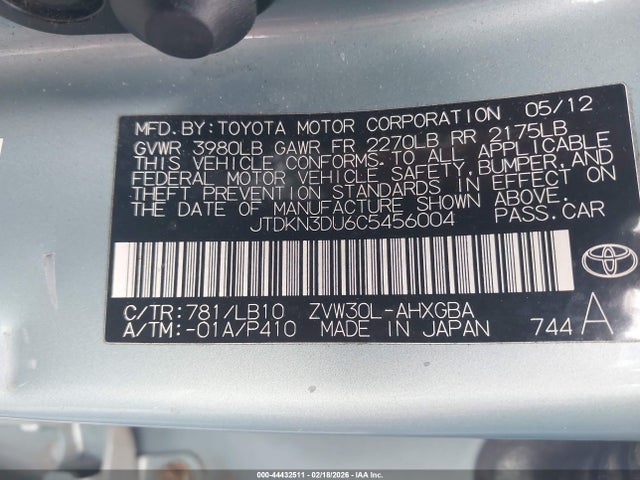 MFD.BY:TOYOTA MOTOR CORPORATION 05/12
GVWR 3980LB GAWR FR 2270LB RR 2175LB
THIS VEHICLE CONFORMS TO ALL APPLICABLE
FEDERAL MOTOR VEHICLE SAFETY,BUMPER,AND
THEFT PREVENTION STANDARDS IN EFFECT ON
THE DATE OF MANUFACTURE SHOWN ABOVE.
JTDKN3DU6C5456004 PASS.CAR
C/TR:781/LB10 ZVW30L-AHXGBA
A/TM:-01A/P410 MADE IN JAPAN 744 A
000-44432511 - 02/18/2026 - IAAI.COM